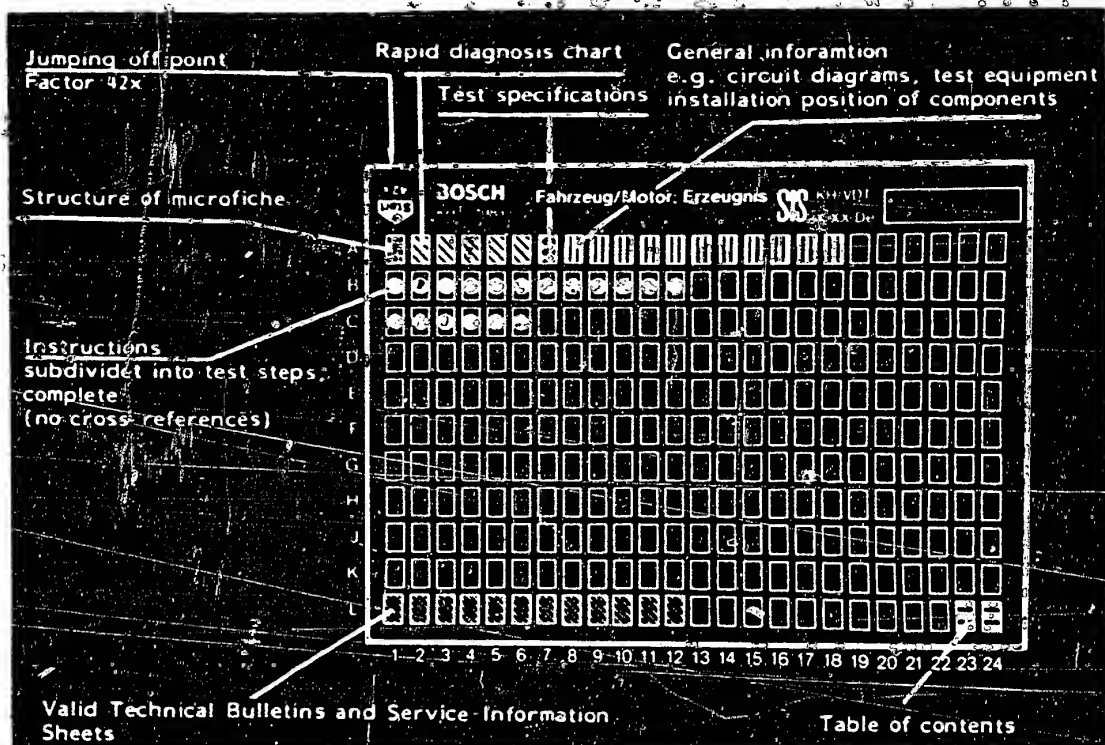 Jumping off point
Factor 42x
Rapid diagnosis chart
Test specifications
General inforamtion
e.g. circuit diagrams, test equipment
installation position of components
Structure of microfiche
BOSCH
Fahrzeug/Motor: Erzeugnis
SIS
A
B
C
D
E
F
G
H
J
K
L
Instructions
subdividet into test steps,
complete
(no cross references)
1 2 3 4 5 6 7 8 9 10 11 12 13 14 15 16 17 18 19 20 21 22 23 24
Valid Technical Bulletins and Service Information
Sheets
Table of contents